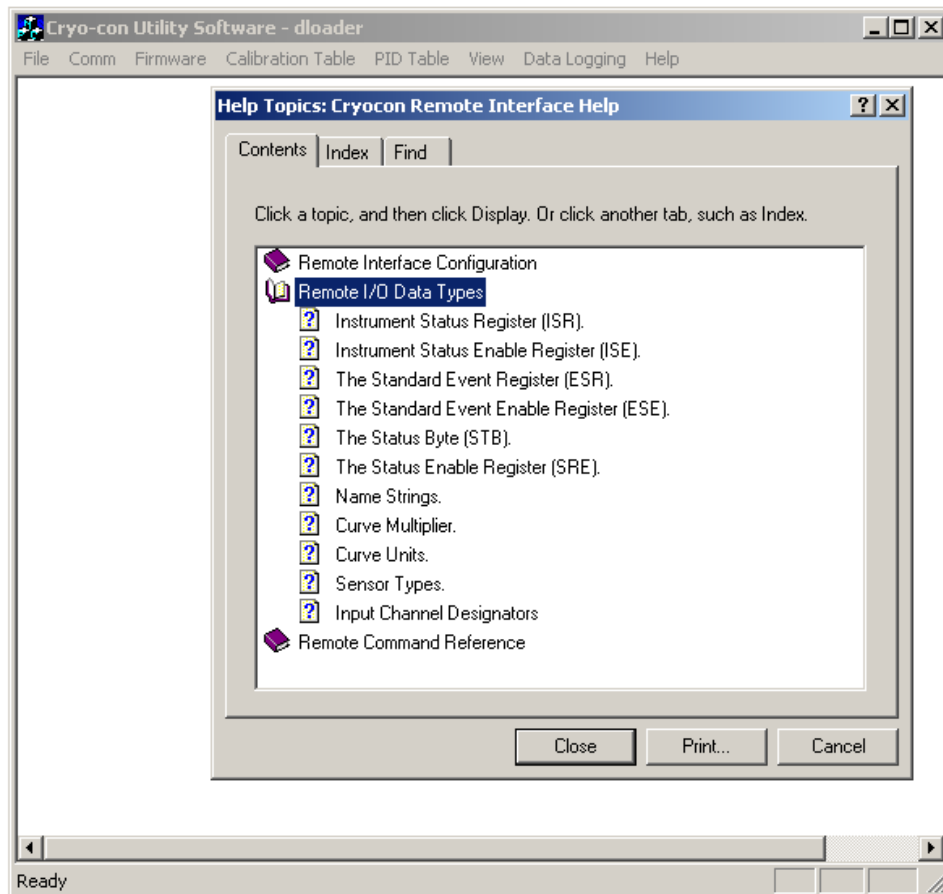 Cryo-con Utility Software - dloader
File Comm Firmware Calibration Table PID Table View Data Logging Help
Help Topics: Cryocon Remote Interface Help
Contents Index Find
Click a topic, and then click Display. Or click another tab, such as Index.
Remote Interface Configuration
Remote I/O Data Types
Instrument Status Register (ISR).
Instrument Status Enable Register (ISE).
The Standard Event Register (ESR).
The Standard Event Enable Register (ESE).
The Status Byte (STB).
The Status Enable Register (SRE).
Name Strings.
Curve Multiplier.
Curve Units.
Sensor Types.
Input Channel Designators
Remote Command Reference
Close Print... Cancel
Ready